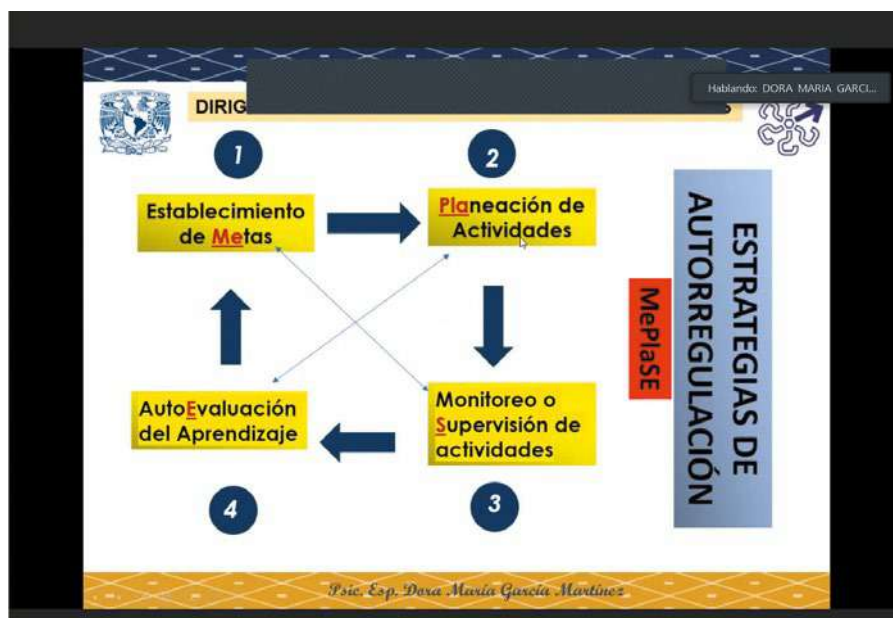 Hablando: DORA MARIA GARCI...
DIRIG
1
2
Establecimiento
de Metas
Planeación de
Actividades
AutoEvaluación
del Aprendizaje
Monitoreo o
Supervisión de
actividades
4
3
ESTRATEGIAS DE
AUTORREGULACIÓN
MePlaSE
Psic. Esp. Dora María García Martínez